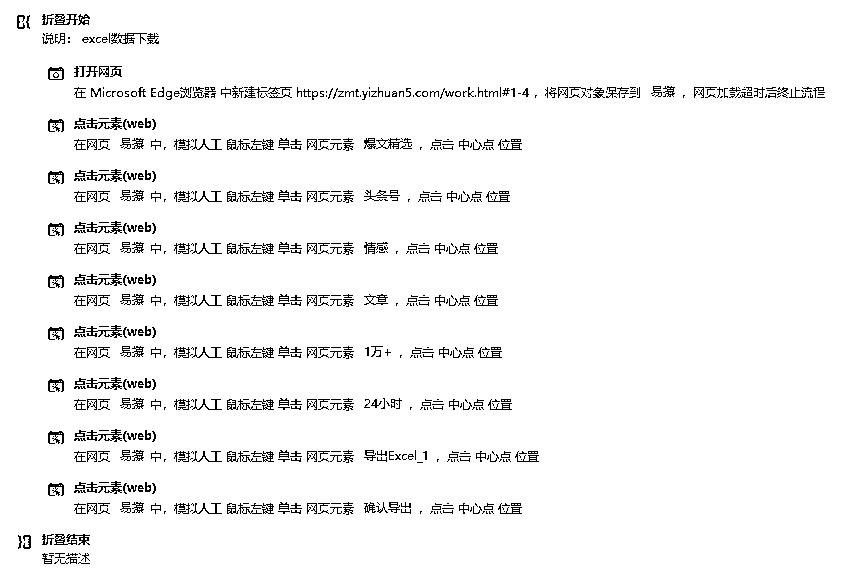 折叠开始
说明： excel数据下载
打开网页
在 Microsoft Edge浏览器 中新建标签页 https://zmt.yizhuan5.com/work.html#1-4 ，将网页对象保存到 易撰 ，网页加载超时后终止流程
点击元素(web)
在网页 易撰 中，模拟人工 鼠标左键 单击 网页元素 爆文精选 ，点击 中心点 位置
点击元素(web)
在网页 易撰 中，模拟人工 鼠标左键 单击 网页元素 头条号 ，点击 中心点 位置
点击元素(web)
在网页 易撰 中，模拟人工 鼠标左键 单击 网页元素 情感 ，点击 中心点 位置
点击元素(web)
在网页 易撰 中，模拟人工 鼠标左键 单击 网页元素 文章 ，点击 中心点 位置
点击元素(web)
在网页 易撰 中，模拟人工 鼠标左键 单击 网页元素 1万+ ，点击 中心点 位置
点击元素(web)
在网页 易撰 中，模拟人工 鼠标左键 单击 网页元素 24小时 ，点击 中心点 位置
点击元素(web)
在网页 易撰 中，模拟人工 鼠标左键 单击 网页元素 导出Excel_1 ，点击 中心点 位置
点击元素(web)
在网页 易撰 中，模拟人工 鼠标左键 单击 网页元素 确认导出 ，点击 中心点 位置
折叠结束
暂无描述